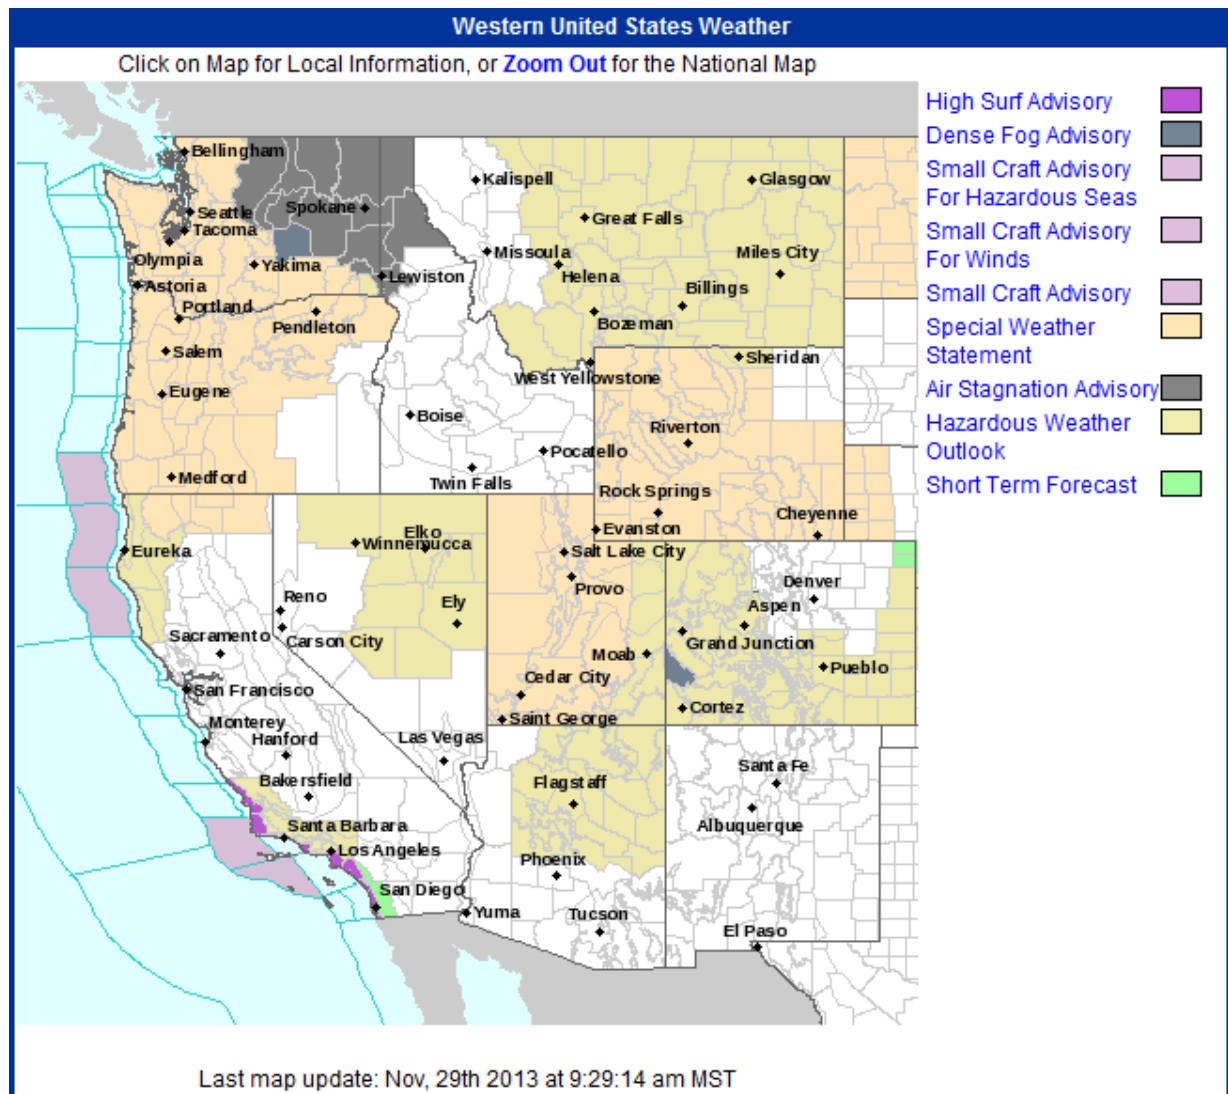 Western United States Weather
Click on Map for Local Information, or Zoom Out for the National Map
High Surf Advisory
Dense Fog Advisory
Small Craft Advisory
For Hazardous Seas
Small Craft Advisory
For Winds
Small Craft Advisory
Special Weather
Statement
Air Stagnation Advisory
Hazardous Weather
Outlook
Short Term Forecast
Bellingham
Kalispell
Glasgow
Seattle
Spokane
Great Falls
Tacoma
Olympia
Yakima
Missoula
Miles City
Lewiston
Helena
Astoria
Billings
Portland
Pendleton
Bozeman
Salem
Sheridan
West Yellowstone
Eugene
Boise
Riverton
Pocatello
Medford
Twin Falls
Rock Springs
Cheyenne
Elko
Evanston
Eureka
Winnemucca
Salt Lake City
Provo
Denver
Reno
Ely
Aspen
Sacramento
Carson City
Grand Junction
Moab
Pueblo
Cedar City
San Francisco
Cortez
Saint George
Monterey
Hanford
Las Vegas
Santa Fe
Bakersfield
Flagstaff
Santa Barbara
Albuquerque
Los Angeles
Phoenix
San Diego
Yuma
Tucson
El Paso
Last map update: Nov, 29th 2013 at 9:29:14 am MST